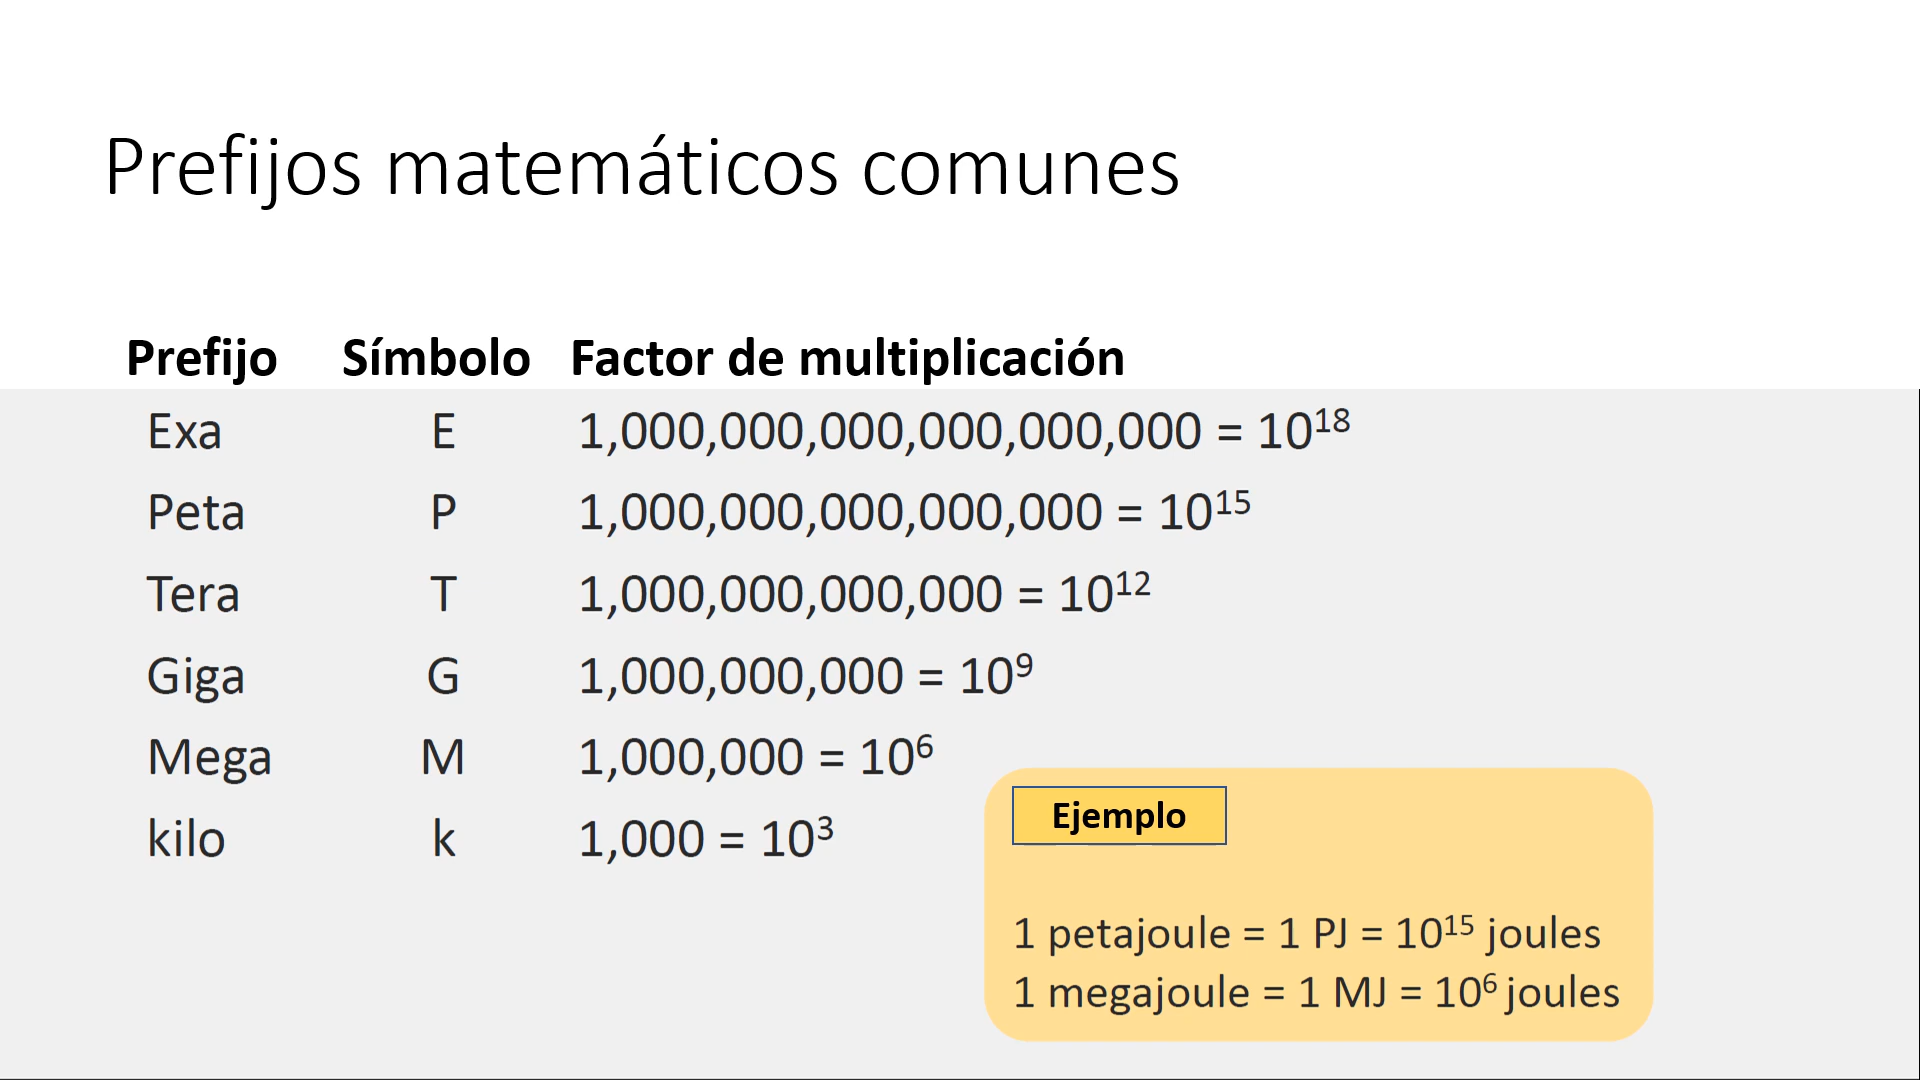 Prefijos matemáticos comunes
Prefijo Símbolo Factor de multiplicación
Exa E 1,000,000,000,000,000,000 = 10¹⁸
Peta P 1,000,000,000,000,000 = 10¹⁵
Tera T 1,000,000,000,000 = 10¹²
Giga G 1,000,000,000 = 10⁹
Mega M 1,000,000 = 10⁶
kilo k 1,000 = 10³
Ejemplo
1 petajoule = 1 PJ = 10¹⁵ joules
1 megajoule = 1 MJ = 10⁶ joules